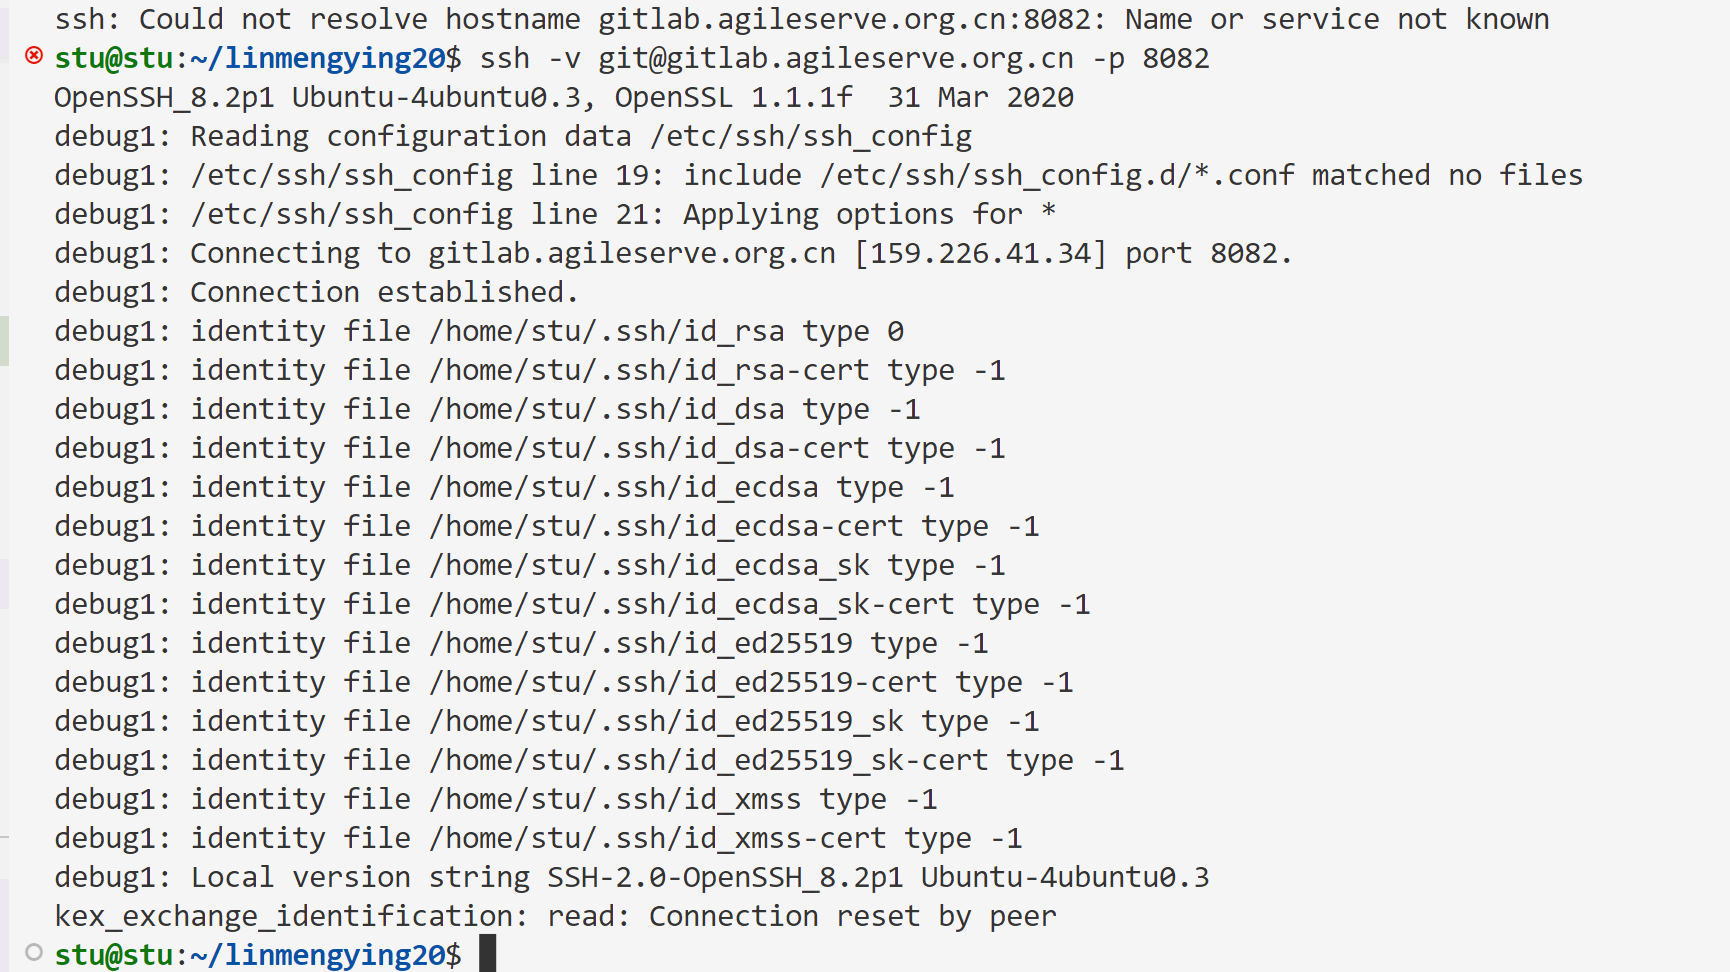 ssh: Could not resolve hostname gitlab.agileserve.org.cn:8082: Name or service not known
stu@stu:~/linmengying20$ ssh -v git@gitlab.agileserve.org.cn -p 8082
OpenSSH_8.2p1 Ubuntu-4ubuntu0.3, OpenSSL 1.1.1f  31 Mar 2020
debug1: Reading configuration data /etc/ssh/ssh_config
debug1: /etc/ssh/ssh_config line 19: include /etc/ssh/ssh_config.d/*.conf matched no files
debug1: /etc/ssh/ssh_config line 21: Applying options for *
debug1: Connecting to gitlab.agileserve.org.cn [159.226.41.34] port 8082.
debug1: Connection established.
debug1: identity file /home/stu/.ssh/id_rsa type 0
debug1: identity file /home/stu/.ssh/id_rsa-cert type -1
debug1: identity file /home/stu/.ssh/id_dsa type -1
debug1: identity file /home/stu/.ssh/id_dsa-cert type -1
debug1: identity file /home/stu/.ssh/id_ecdsa type -1
debug1: identity file /home/stu/.ssh/id_ecdsa-cert type -1
debug1: identity file /home/stu/.ssh/id_ecdsa_sk type -1
debug1: identity file /home/stu/.ssh/id_ecdsa_sk-cert type -1
debug1: identity file /home/stu/.ssh/id_ed25519 type -1
debug1: identity file /home/stu/.ssh/id_ed25519-cert type -1
debug1: identity file /home/stu/.ssh/id_ed25519_sk type -1
debug1: identity file /home/stu/.ssh/id_ed25519_sk-cert type -1
debug1: identity file /home/stu/.ssh/id_xmss type -1
debug1: identity file /home/stu/.ssh/id_xmss-cert type -1
debug1: Local version string SSH-2.0-OpenSSH_8.2p1 Ubuntu-4ubuntu0.3
kex_exchange_identification: read: Connection reset by peer
stu@stu:~/linmengying20$